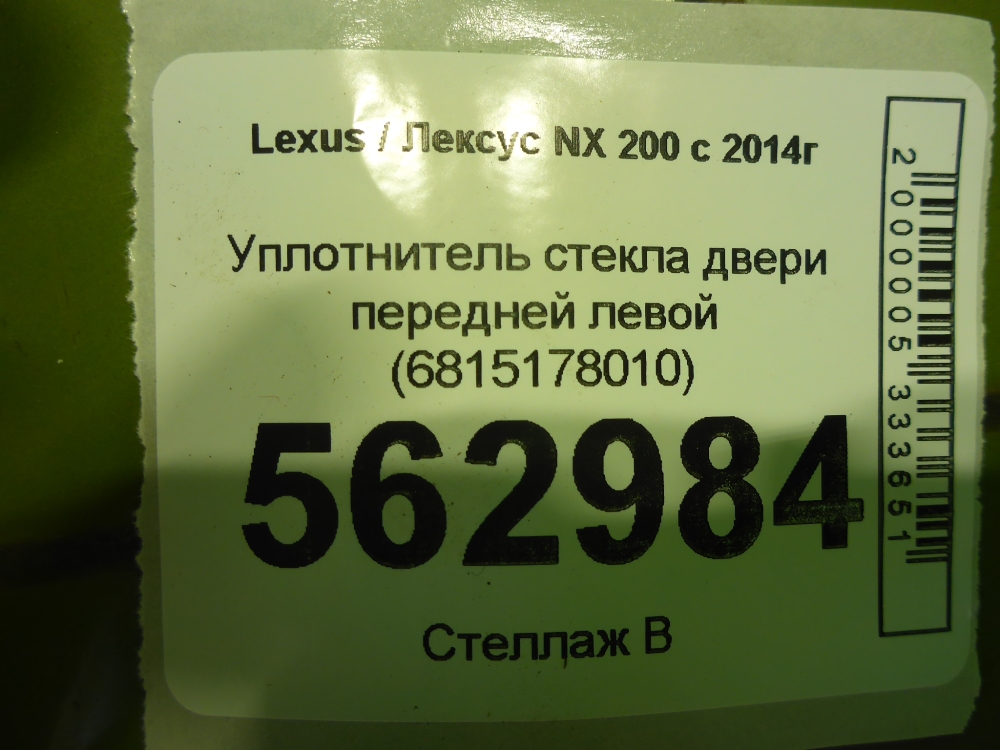 Lexus / Лексус NX 200 с 2014г
Уплотнитель стекла двери
передней левой
(6815178010)
562984
Стеллаж В
2 000005 333651